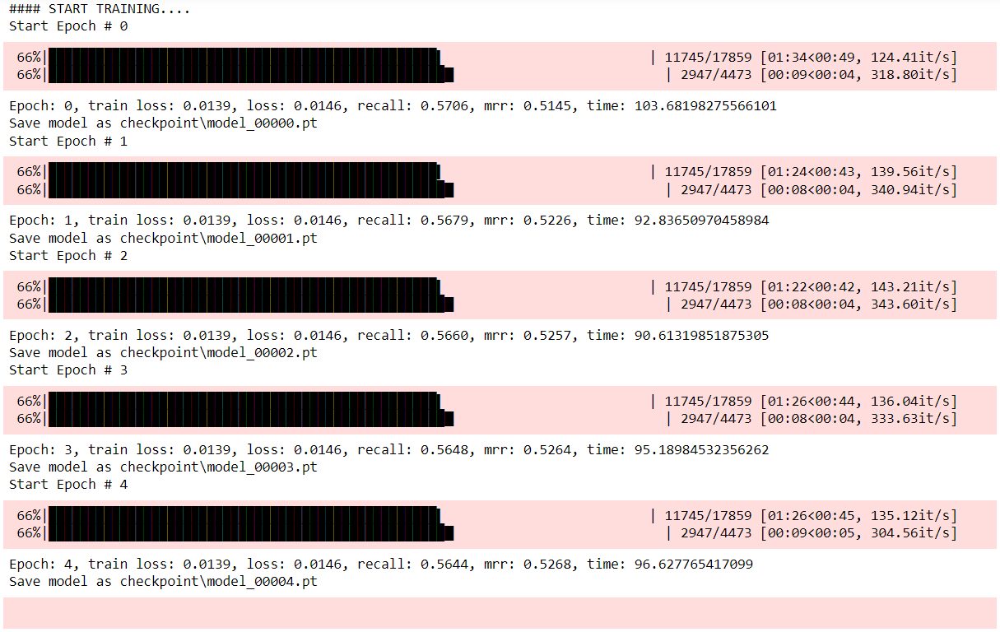 #### START TRAINING....
Start Epoch # 0
66%| | 11745/17859 [01:34<00:49, 124.41it/s]
66%| | 2947/4473 [00:09<00:04, 318.80it/s]
Epoch: 0, train loss: 0.0139, loss: 0.0146, recall: 0.5706, mrr: 0.5145, time: 103.68198275566101
Save model as checkpoint\model_00000.pt
Start Epoch # 1
66%| | 11745/17859 [01:24<00:43, 139.56it/s]
66%| | 2947/4473 [00:08<00:04, 340.94it/s]
Epoch: 1, train loss: 0.0139, loss: 0.0146, recall: 0.5679, mrr: 0.5226, time: 92.83650970458984
Save model as checkpoint\model_00001.pt
Start Epoch # 2
66%| | 11745/17859 [01:22<00:42, 143.21it/s]
66%| | 2947/4473 [00:08<00:04, 343.60it/s]
Epoch: 2, train loss: 0.0139, loss: 0.0146, recall: 0.5660, mrr: 0.5257, time: 90.61319851875305
Save model as checkpoint\model_00002.pt
Start Epoch # 3
66%| | 11745/17859 [01:26<00:44, 136.04it/s]
66%| | 2947/4473 [00:08<00:04, 333.63it/s]
Epoch: 3, train loss: 0.0139, loss: 0.0146, recall: 0.5648, mrr: 0.5264, time: 95.18984532356262
Save model as checkpoint\model_00003.pt
Start Epoch # 4
66%| | 11745/17859 [01:26<00:45, 135.12it/s]
66%| | 2947/4473 [00:09<00:05, 304.56it/s]
Epoch: 4, train loss: 0.0139, loss: 0.0146, recall: 0.5644, mrr: 0.5268, time: 96.627765417099
Save model as checkpoint\model_00004.pt